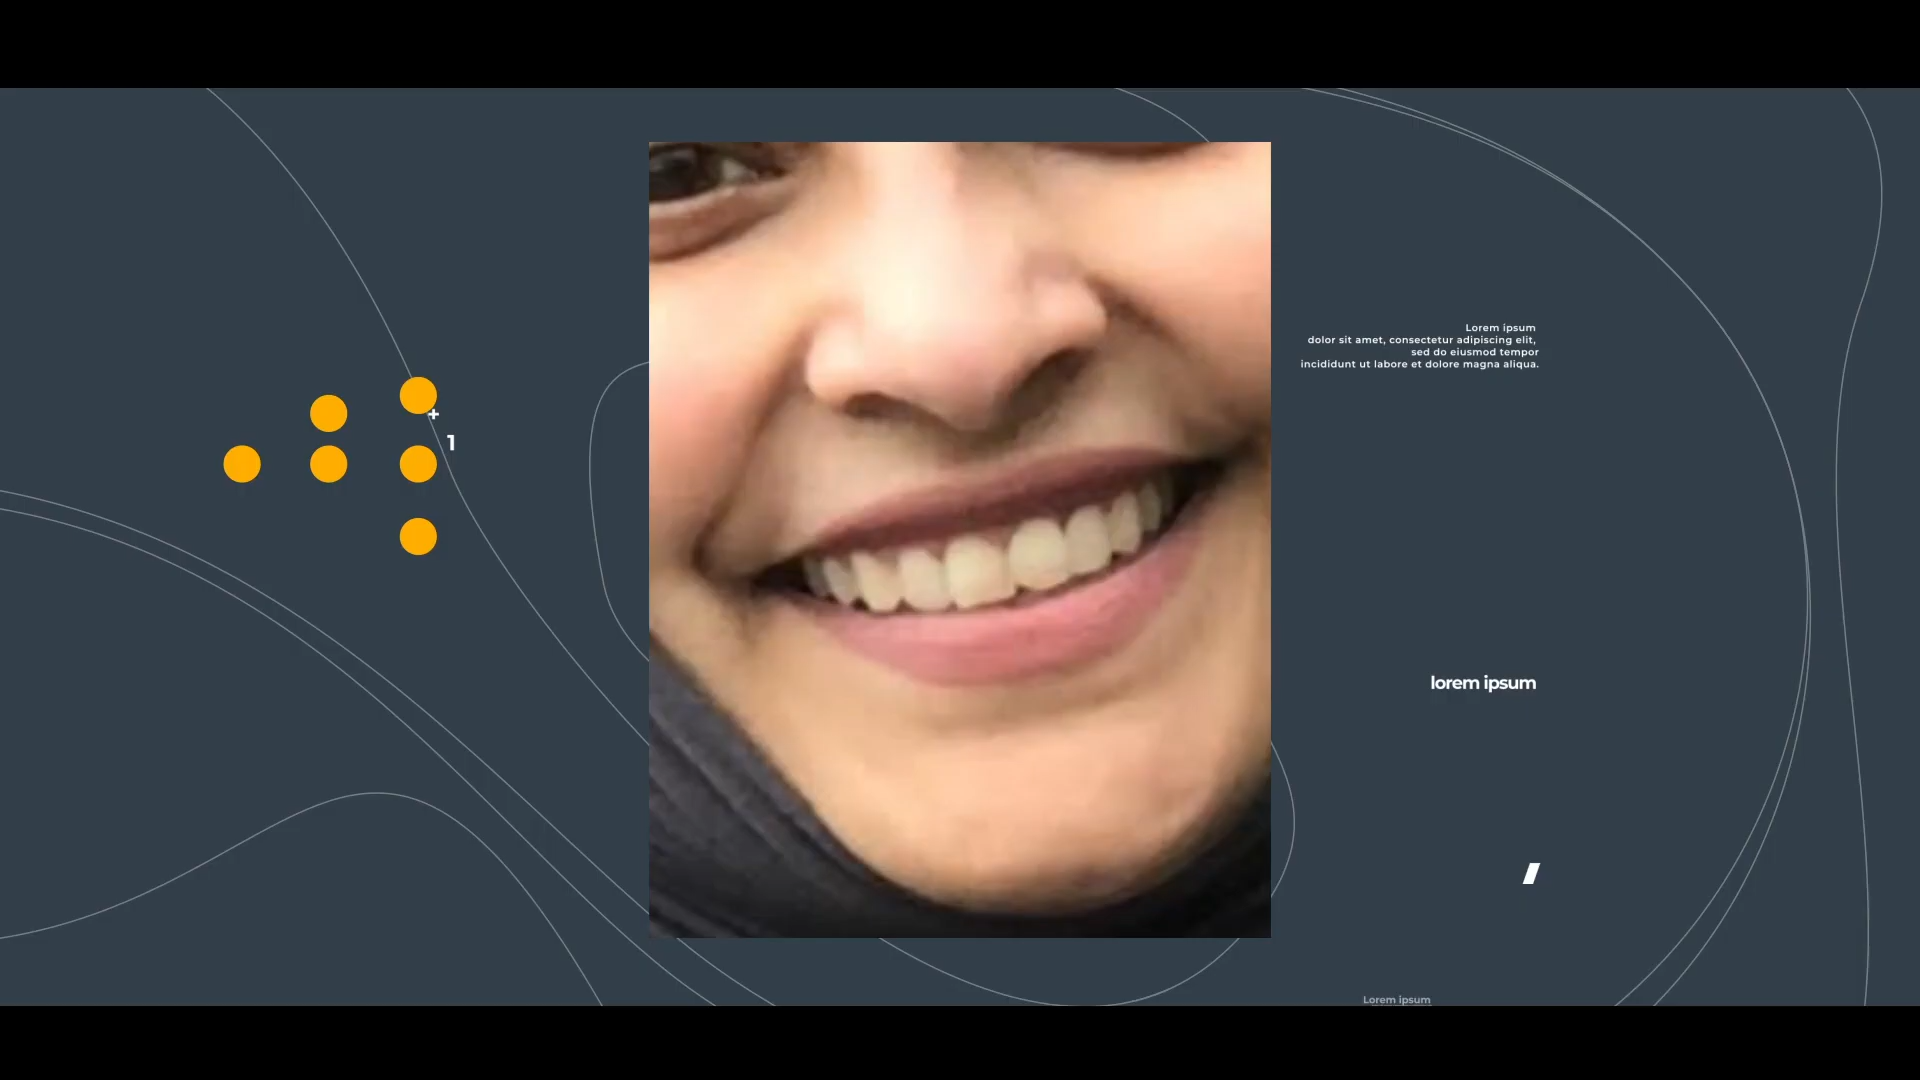 +
1
Lorem ipsum
dolor sit amet, consectetur adipiscing elit,
sed do eiusmod tempor
incididunt ut labore et dolore magna aliqua.
lorem ipsum
Lorem ipsum